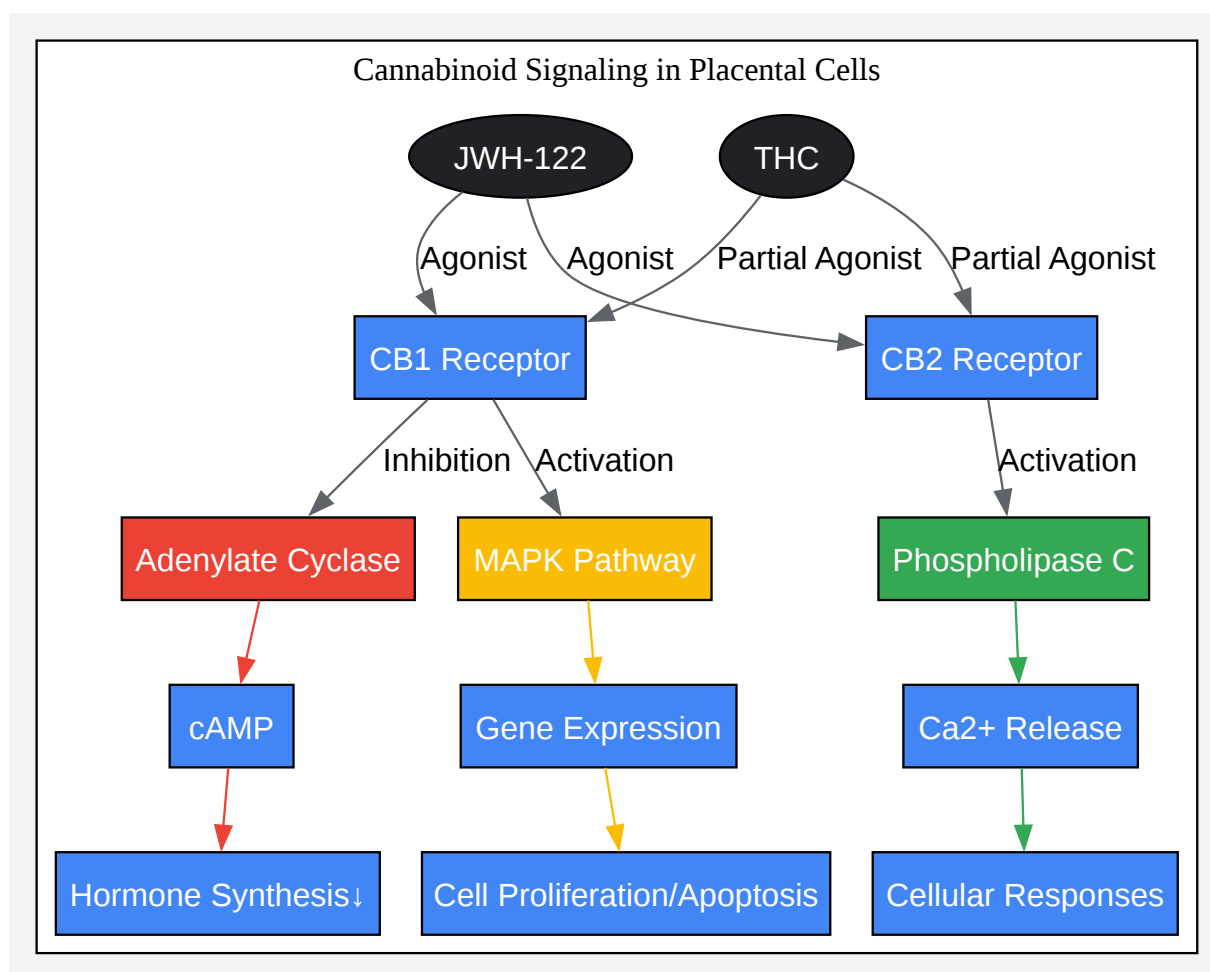 Cannabinoid Signaling in Placental Cells
JWH-122
THC
Agonist
Agonist
Partial Agonist
Partial Agonist
CB1 Receptor
CB2 Receptor
Inhibition
Activation
Activation
Adenylate Cyclase
MAPK Pathway
Phospholipase C
cAMP
Gene Expression
Ca2+ Release
Hormone Synthesis↓
Cell Proliferation/Apoptosis
Cellular Responses